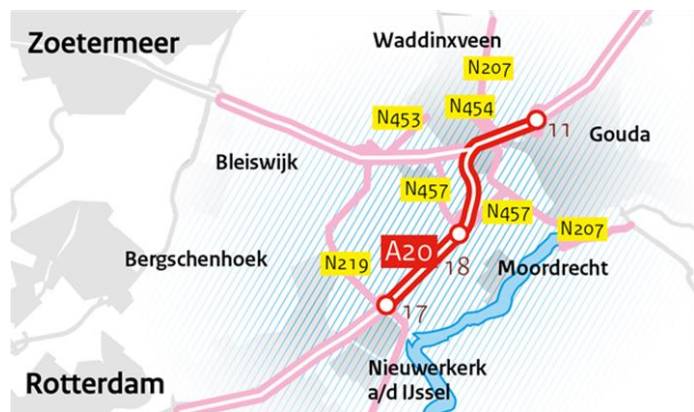 Zoetermeer
Waddinxveen
N207
N454
N453
11
Gouda
Bleiswijk
N457
N457
N207
A20
Bergschenhoek
N219
18
Moordrecht
17
Nieuwerkerk
a/d IJssel
Rotterdam